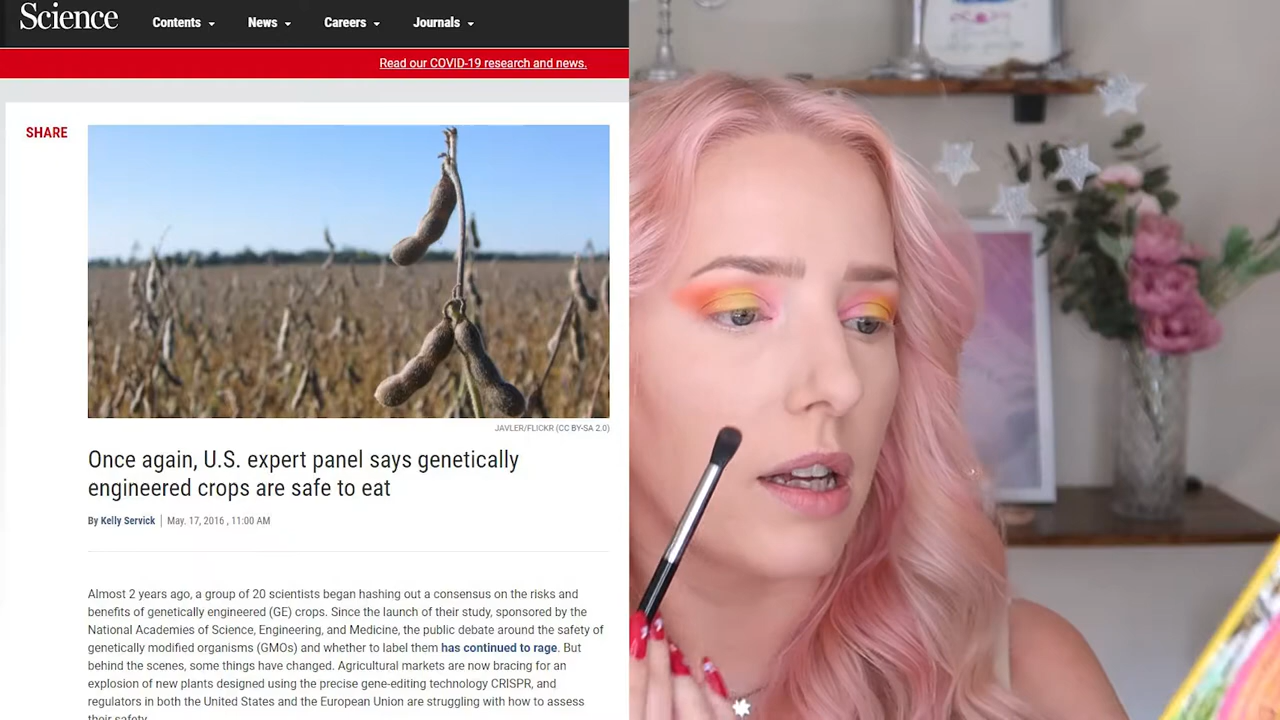 Science
Contents
News
Careers
Journals
Read our COVID-19 research and news.
SHARE
JAVLER/FLICKR (CC BY-SA 2.0)
Once again, U.S. expert panel says genetically
engineered crops are safe to eat
By Kelly Servick | May. 17, 2016 , 11:00 AM
Almost 2 years ago, a group of 20 scientists began hashing out a consensus on the risks and
benefits of genetically engineered (GE) crops. Since the launch of their study, sponsored by the
National Academies of Science, Engineering, and Medicine, the public debate around the safety of
genetically modified organisms (GMOs) and whether to label them has continued to rage. But
behind the scenes, some things have changed. Agricultural markets are now bracing for an
explosion of new plants designed using the precise gene-editing technology CRISPR, and
regulators in both the United States and the European Union are struggling with how to assess
their safety.